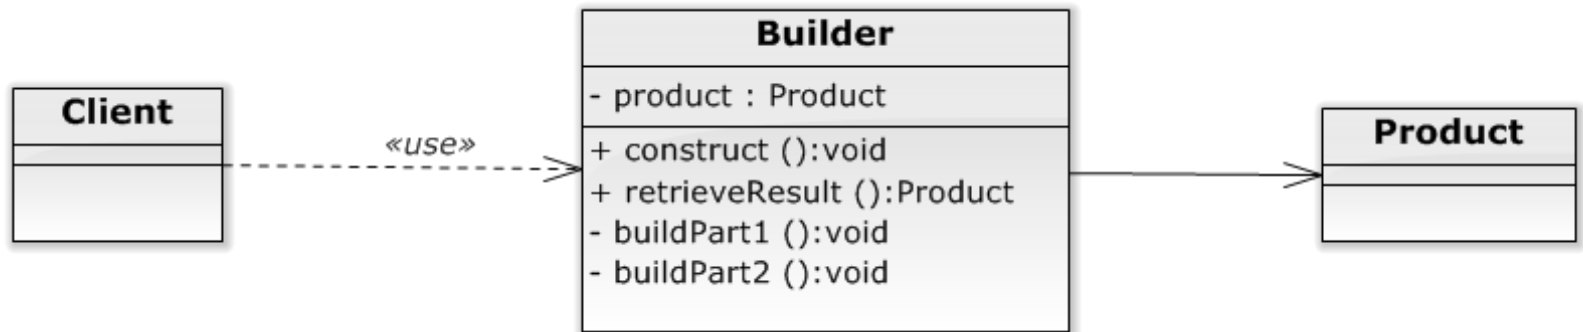 Client
«use»
Builder
- product : Product
+ construct ():void
+ retrieveResult ():Product
- buildPart1 ():void
- buildPart2 ():void
Product